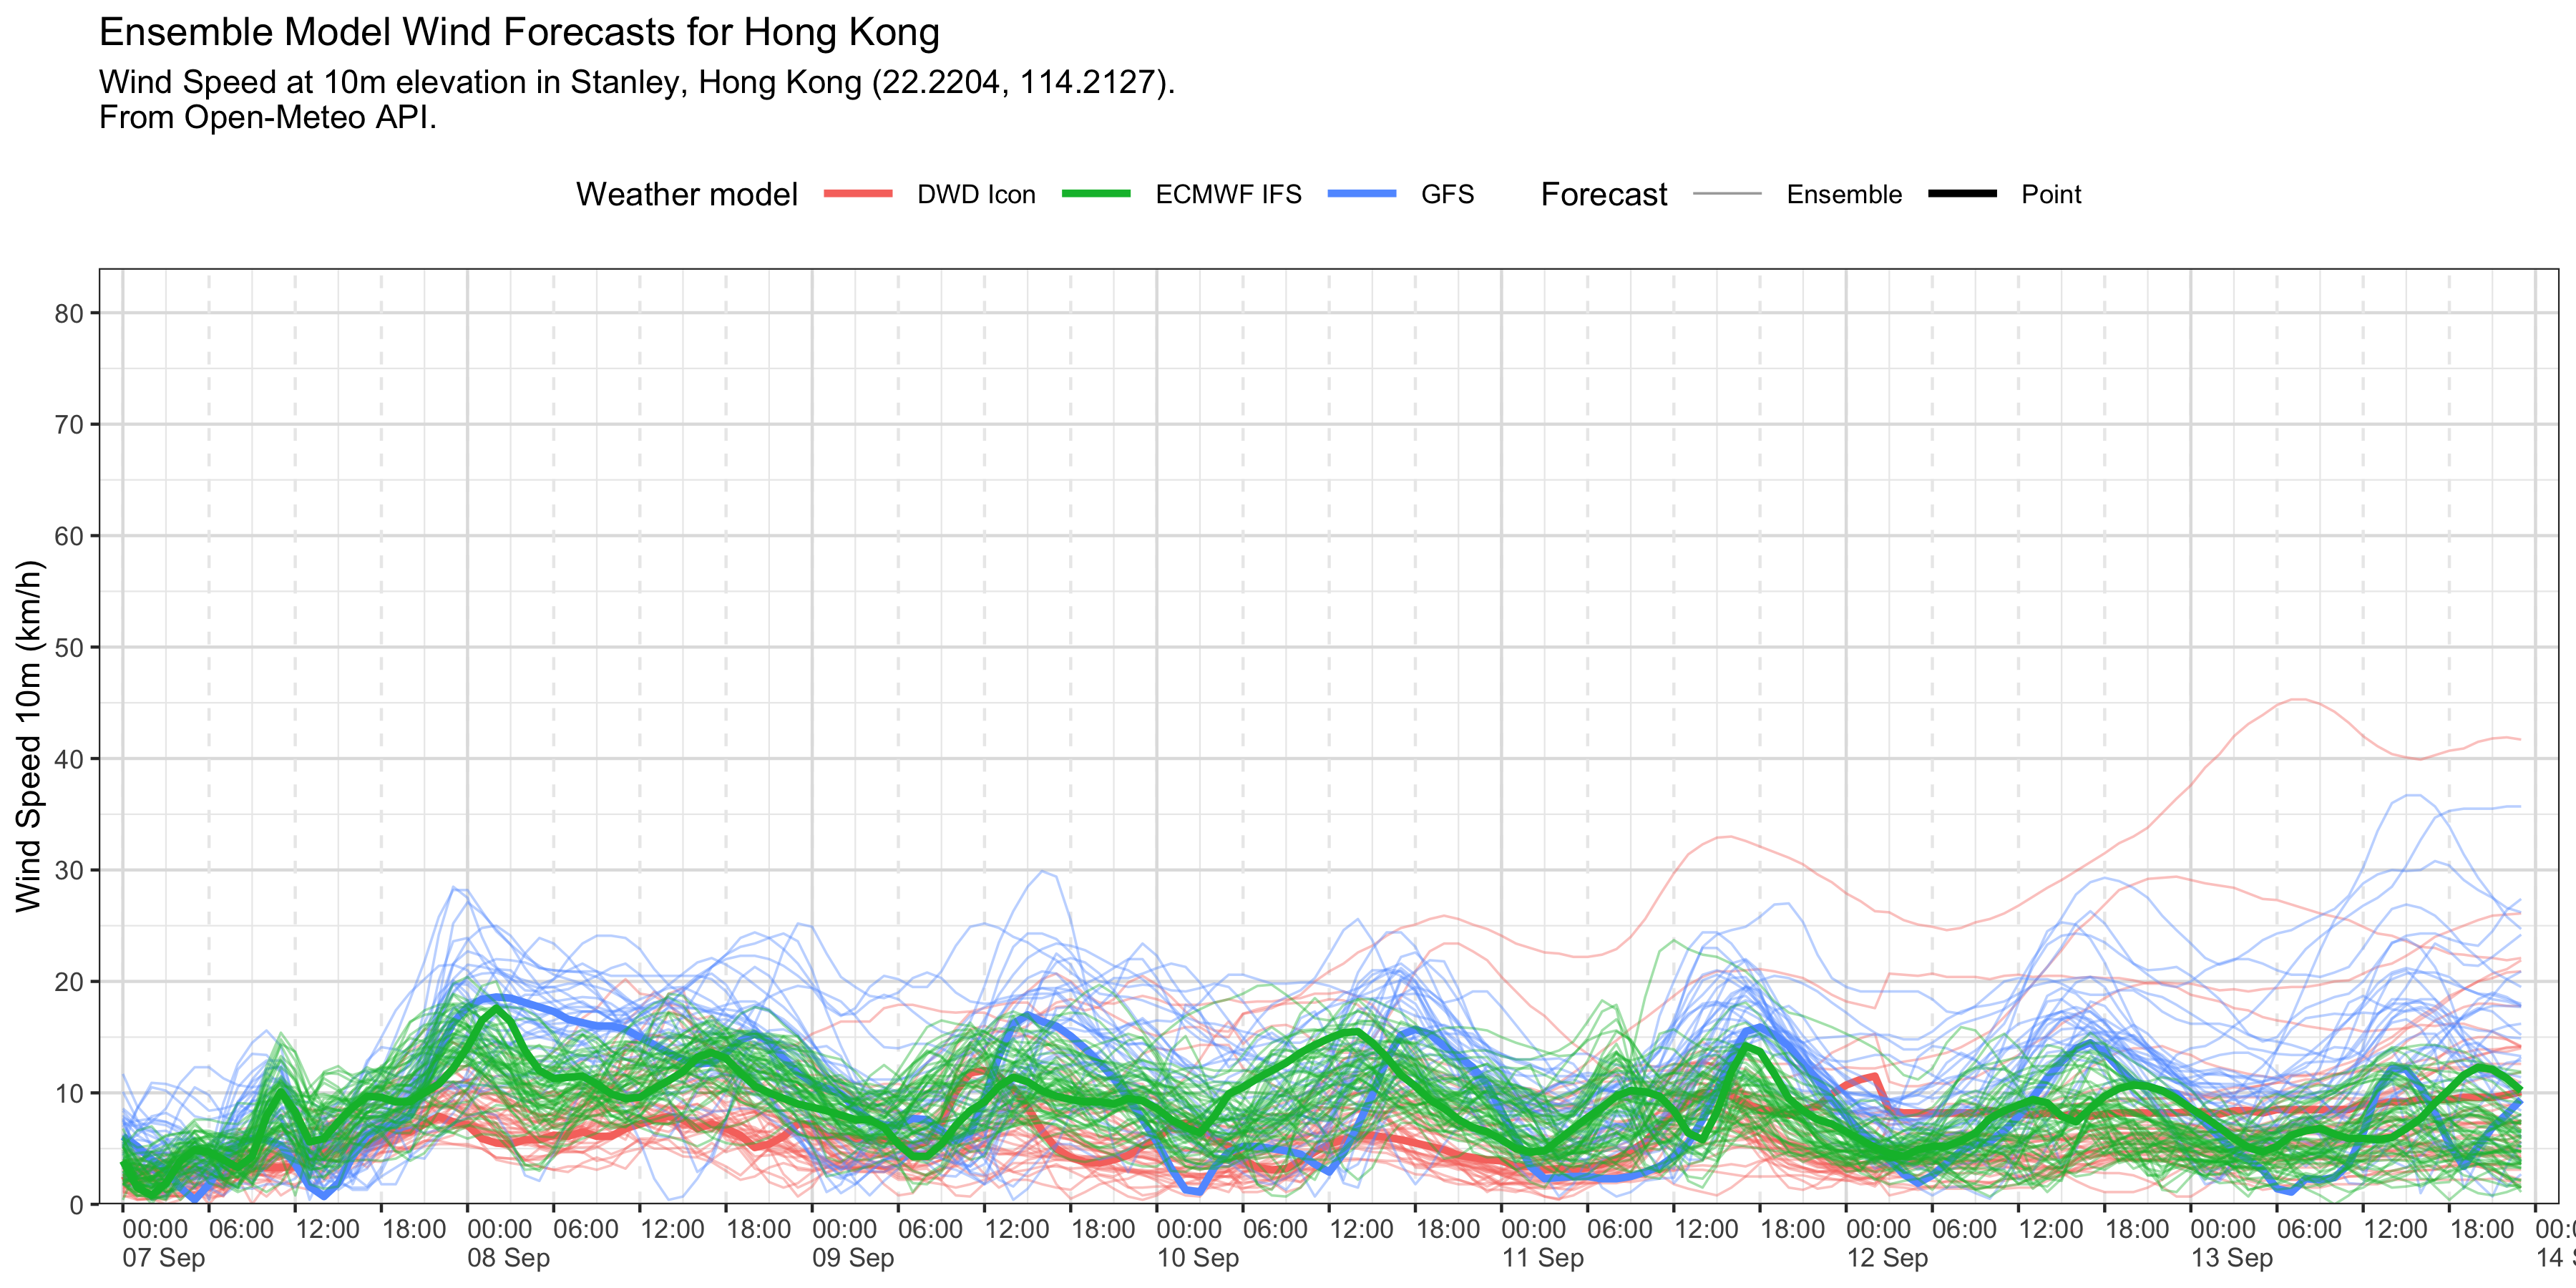 Ensemble Model Wind Forecasts for Hong Kong
Wind Speed at 10m elevation in Stanley, Hong Kong (22.2204, 114.2127).
From Open-Meteo API.
Weather model DWD Icon ECMWF IFS GFS Forecast Ensemble Point
Wind Speed 10m (km/h)
80
70
60
50
40
30
20
10
0
00:00 06:00 12:00 18:00 00:00 06:00 12:00 18:00 00:00 06:00 12:00 18:00 00:00 06:00 12:00 18:00 00:00 06:00 12:00 18:00 00:00 06:00 12:00 18:00 00:00 06:00 12:00 18:00 00:0
07 Sep 08 Sep 09 Sep 10 Sep 11 Sep 12 Sep 13 Sep 14 S